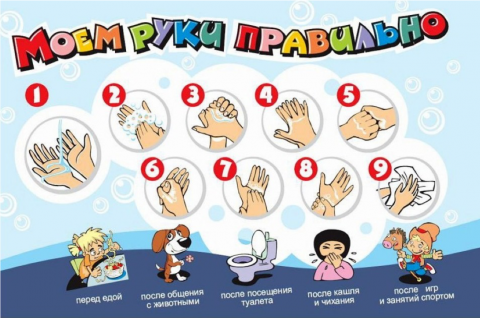 Моем руки правильно
1
2
3
4
5
6
7
8
9
перед едой
после общения
с животными
после посещения
туалета
после кашля
и чихания
после игр
и занятий спортом